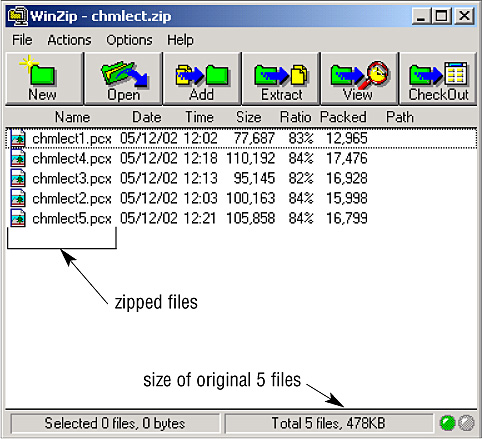 WinZip - chmlect.zip
File Actions Options Help
New Open Add Extract View CheckOut
Name Date Time Size Ratio Packed Path
chmlect1.pcx 05/12/02 12:02 77,687 83% 12,965
chmlect4.pcx 05/12/02 12:18 110,192 84% 17,476
chmlect3.pcx 05/12/02 12:13 95,145 82% 16,928
chmlect2.pcx 05/12/02 12:03 100,163 84% 15,998
chmlect5.pcx 05/12/02 12:21 105,858 84% 16,799
zipped files
size of original 5 files
Selected 0 files, 0 bytes Total 5 files, 478KB